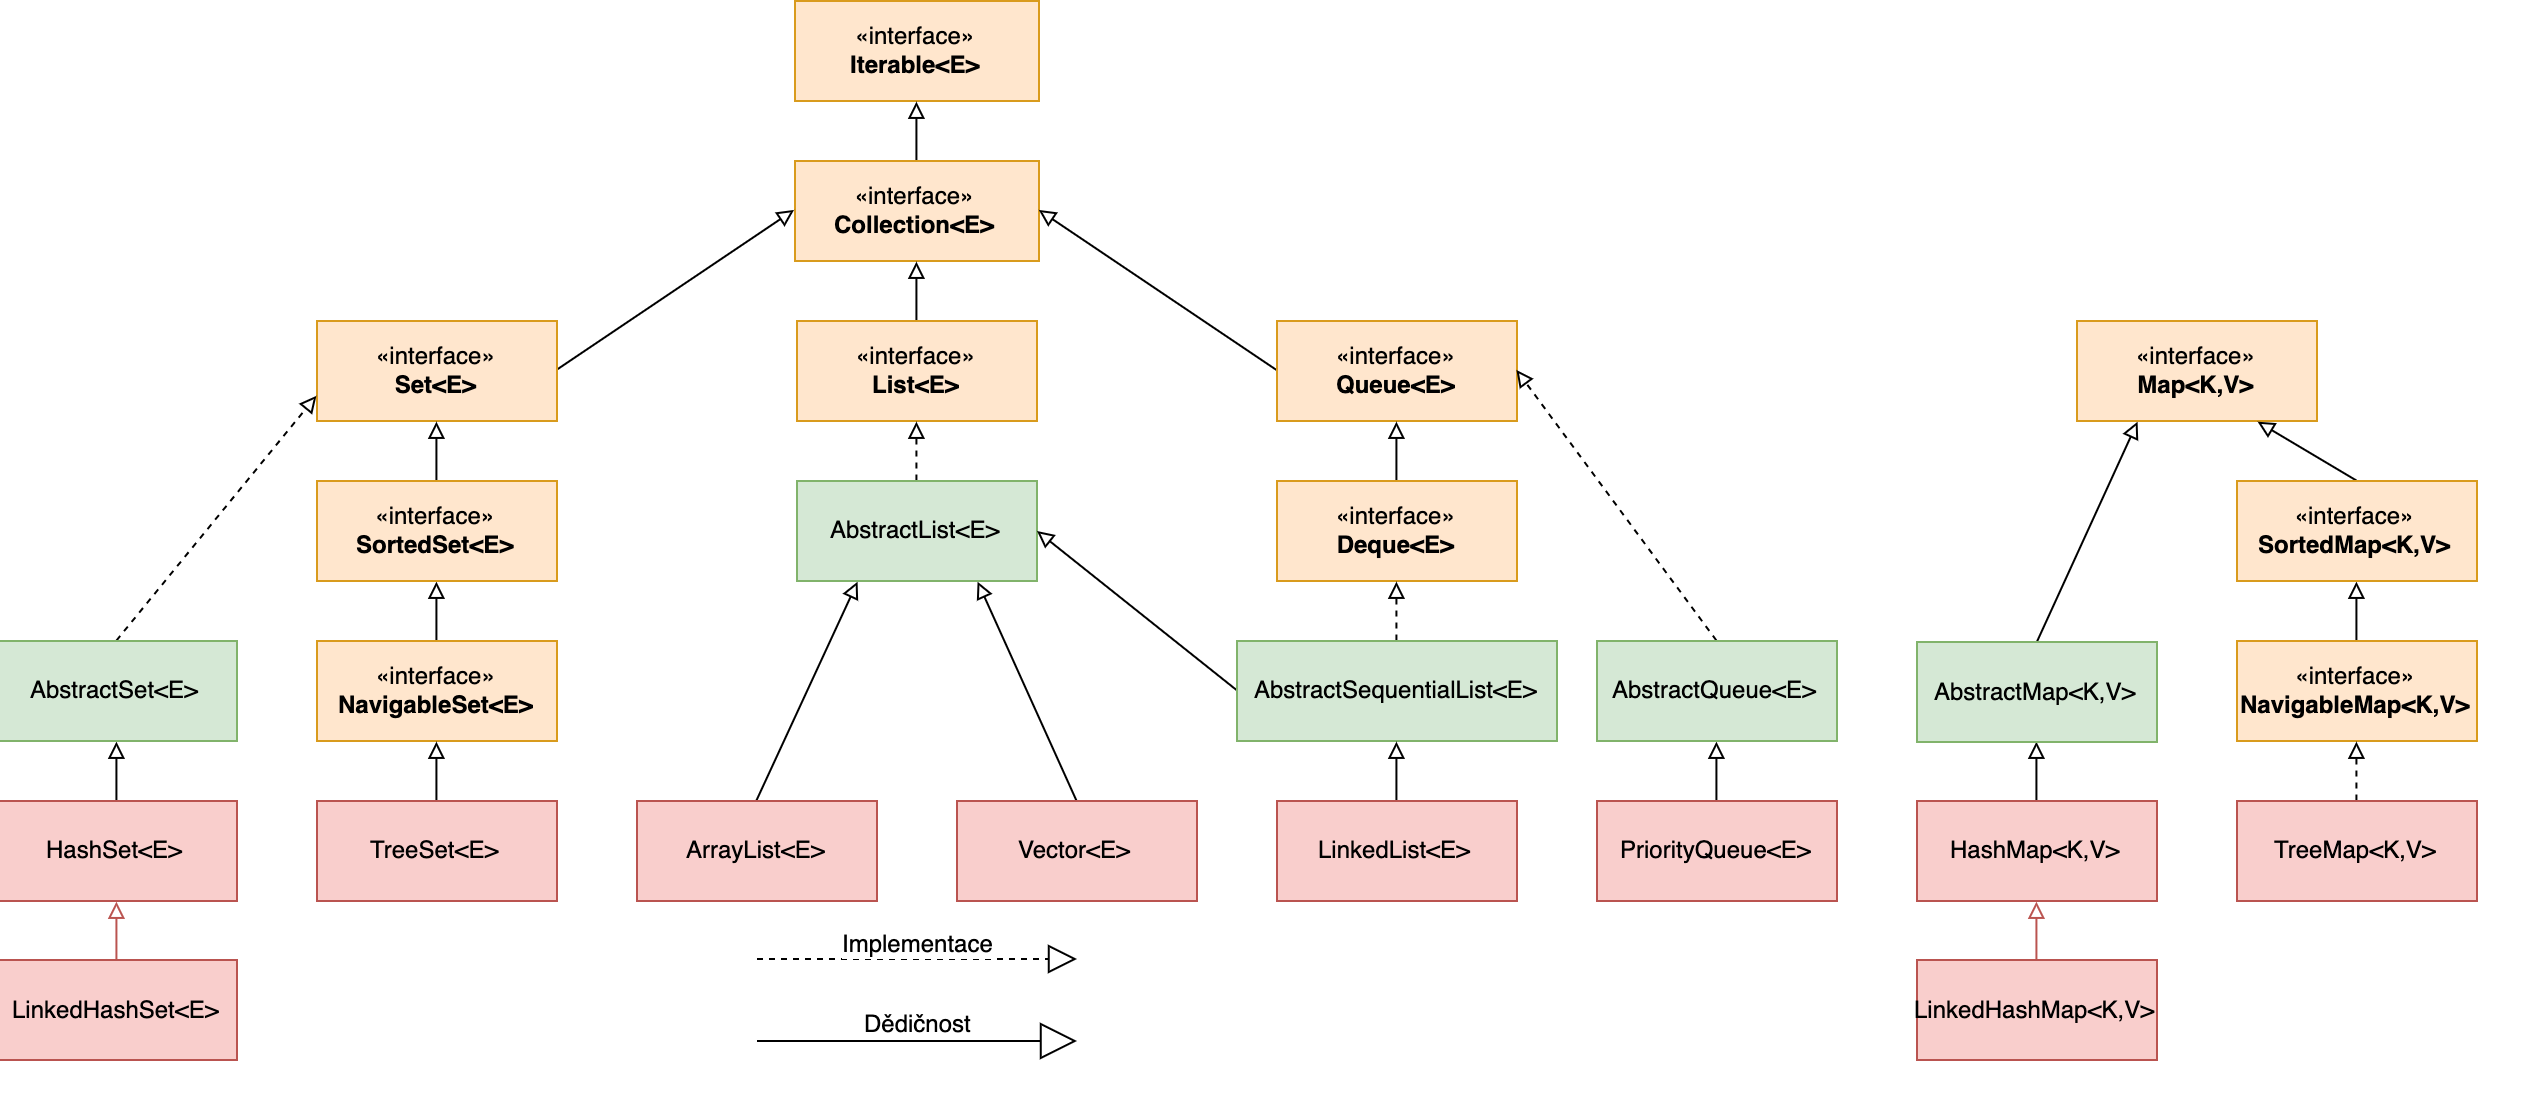 «interface»
Iterable<E>
«interface»
Collection<E>
«interface»
Set<E>
«interface»
List<E>
«interface»
Queue<E>
«interface»
Map<K,V>
«interface»
SortedSet<E>
AbstractList<E>
«interface»
Deque<E>
«interface»
SortedMap<K,V>
AbstractSet<E>
«interface»
NavigableSet<E>
AbstractSequentialList<E>
AbstractQueue<E>
AbstractMap<K,V>
«interface»
NavigableMap<K,V>
HashSet<E>
TreeSet<E>
ArrayList<E>
Vector<E>
LinkedList<E>
PriorityQueue<E>
HashMap<K,V>
TreeMap<K,V>
Implementace
LinkedHashSet<E>
Dědičnost
LinkedHashMap<K,V>